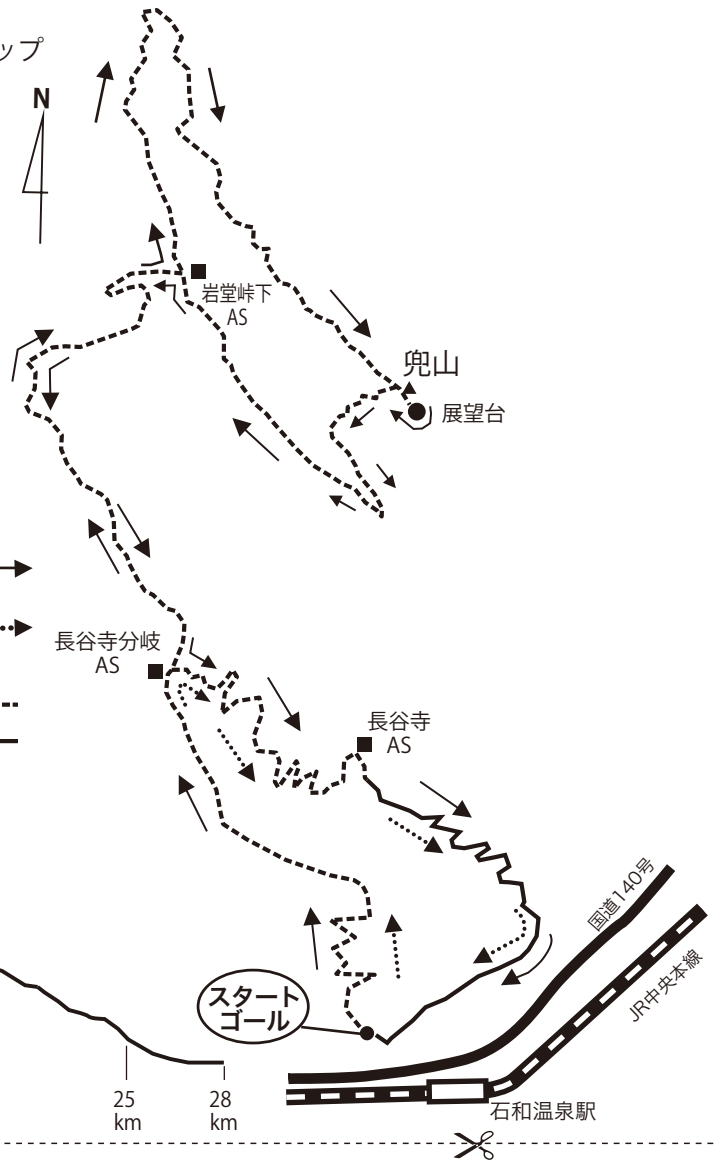 ップ
N
岩堂峠下
AS
兜山
展望台
長谷寺分岐
AS
長谷寺
AS
国道140号
JR中央本線
スタート
ゴール
25
km
28
km
石和温泉駅